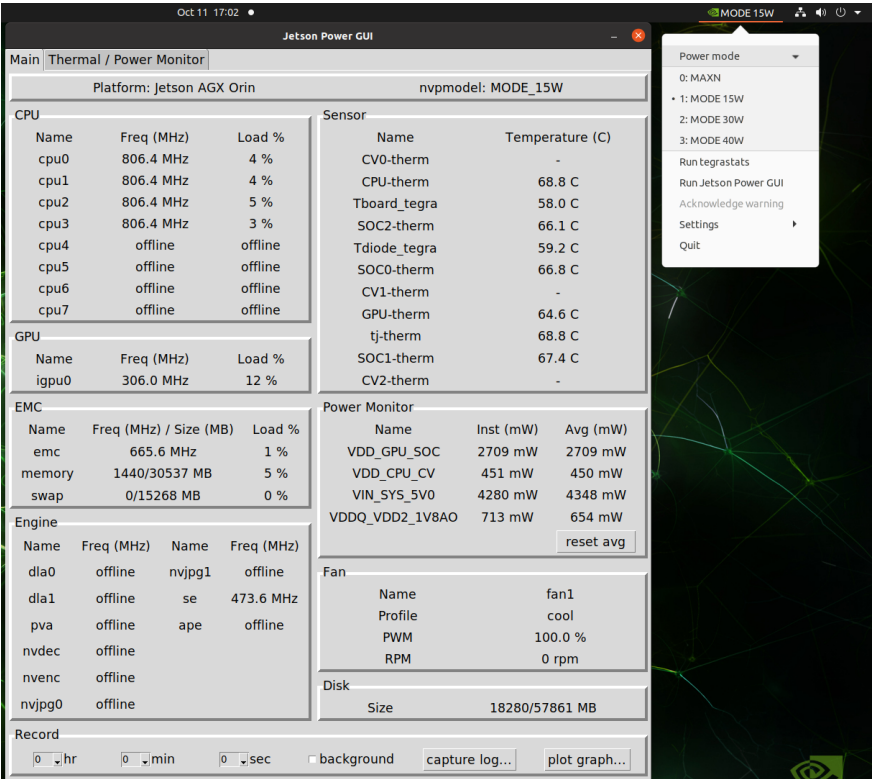 Oct 11 17:02
MODE 15W
Jetson Power GUI
Main Thermal / Power Monitor
Platform: Jetson AGX Orin nvpmodel: MODE_15W
CPU
Name Freq (MHz) Load %
cpu0 806.4 MHz 4 %
cpu1 806.4 MHz 4 %
cpu2 806.4 MHz 5 %
cpu3 806.4 MHz 3 %
cpu4 offline offline
cpu5 offline offline
cpu6 offline offline
cpu7 offline offline
GPU
Name Freq (MHz) Load %
igpu0 306.0 MHz 12 %
EMC
Name Freq (MHz) / Size (MB) Load %
emc 665.6 MHz 1 %
memory 1440/30537 MB 5 %
swap 0/15268 MB 0 %
Engine
Name Freq (MHz) Name Freq (MHz)
dla0 offline nvjpg1 offline
dla1 offline se 473.6 MHz
pva offline ape offline
nvdec offline
nvenc offline
nvjpg0 offline
Sensor
Name Temperature (C)
CV0-therm -
CPU-therm 68.8 C
Tboard_tegra 58.0 C
SOC2-therm 66.1 C
Tdiode_tegra 59.2 C
SOC0-therm 66.8 C
CV1-therm -
GPU-therm 64.6 C
tj-therm 68.8 C
SOC1-therm 67.4 C
CV2-therm -
Power Monitor
Name Inst (mW) Avg (mW)
VDD_GPU_SOC 2709 mW 2709 mW
VDD_CPU_CV 451 mW 450 mW
VIN_SYS_5V0 4280 mW 4348 mW
VDDQ_VDD2_1V8AO 713 mW 654 mW
reset avg
Fan
Name fan1
Profile cool
PWM 100.0 %
RPM 0 rpm
Disk
Size 18280/57861 MB
Record
0 hr 0 min 0 sec background capture log... plot graph...
Power mode
0: MAXN
• 1: MODE 15W
2: MODE 30W
3: MODE 40W
Run tegrastats
Run Jetson Power GUI
Acknowledge warning
Settings
Quit